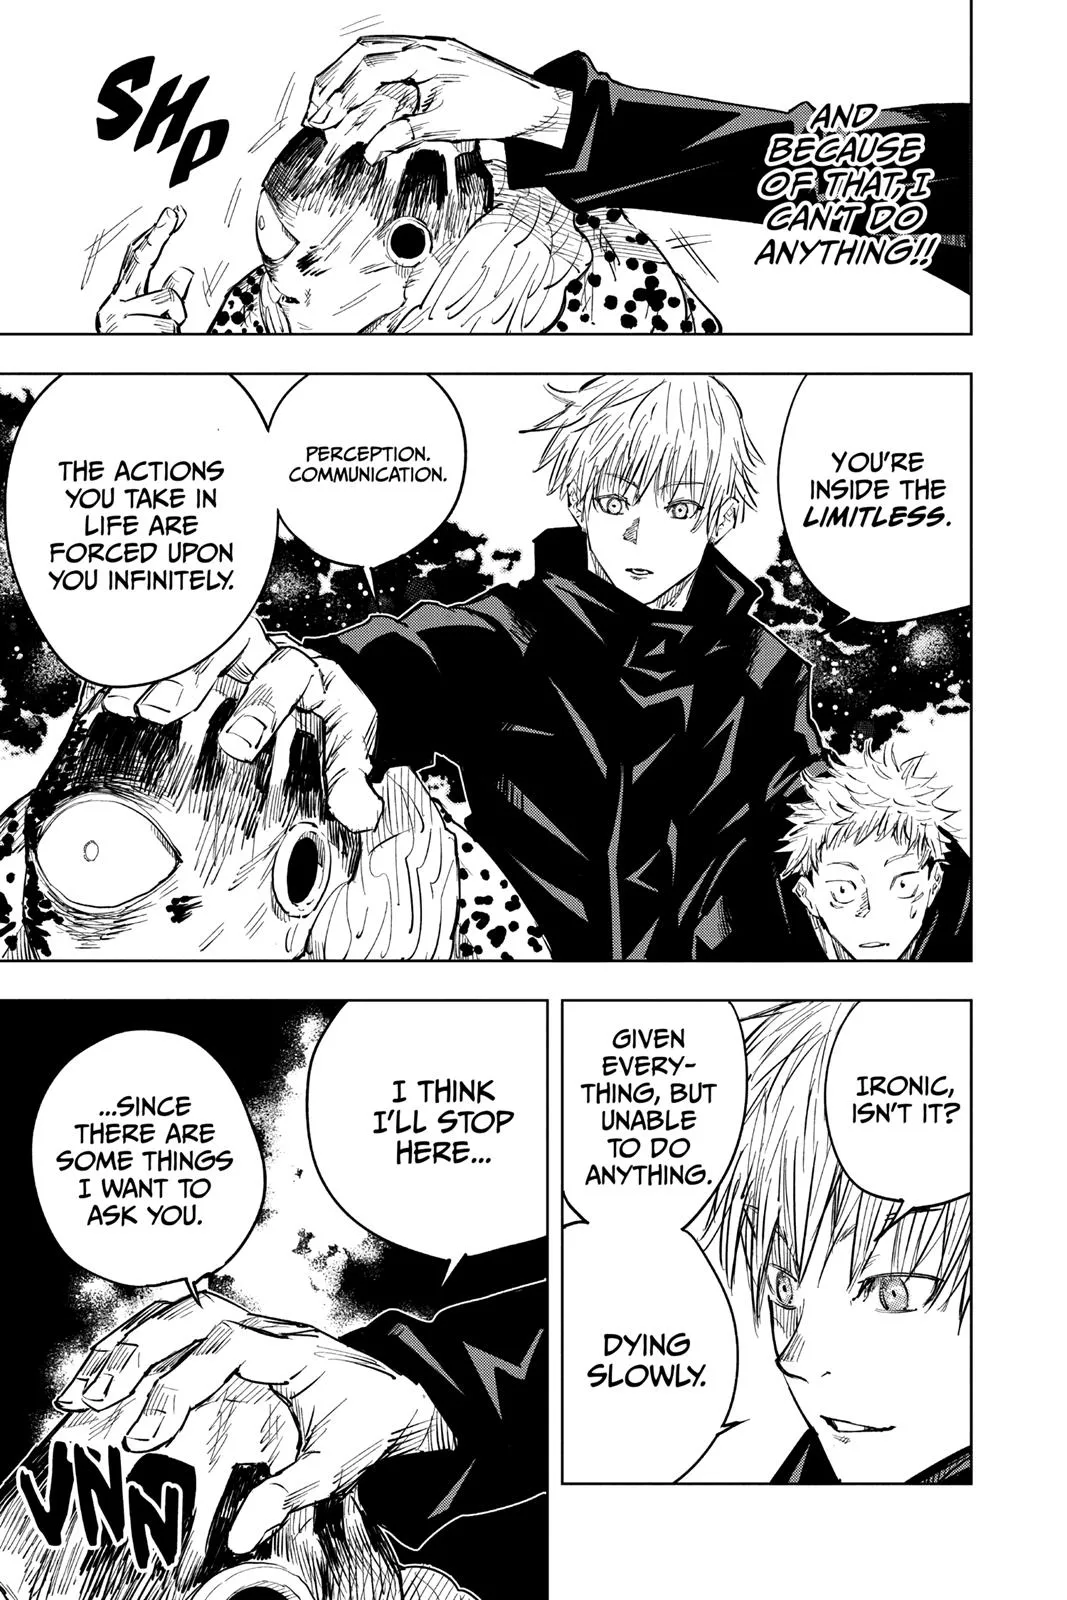 SHP
AND
BECAUSE
OF THAT, I
CAN'T DO
ANYTHING!!
YOU'RE
INSIDE THE
LIMITLESS.
PERCEPTION.
COMMUNICATION.
THE ACTIONS
YOU TAKE IN
LIFE ARE
FORCED UPON
YOU INFINITELY.
IRONIC,
ISN'T IT?
GIVEN
EVERY-
THING, BUT
UNABLE
TO DO
ANYTHING.
DYING
SLOWLY.
I THINK
I'LL STOP
HERE...
...SINCE
THERE ARE
SOME THINGS
I WANT TO
ASK YOU.
VNN